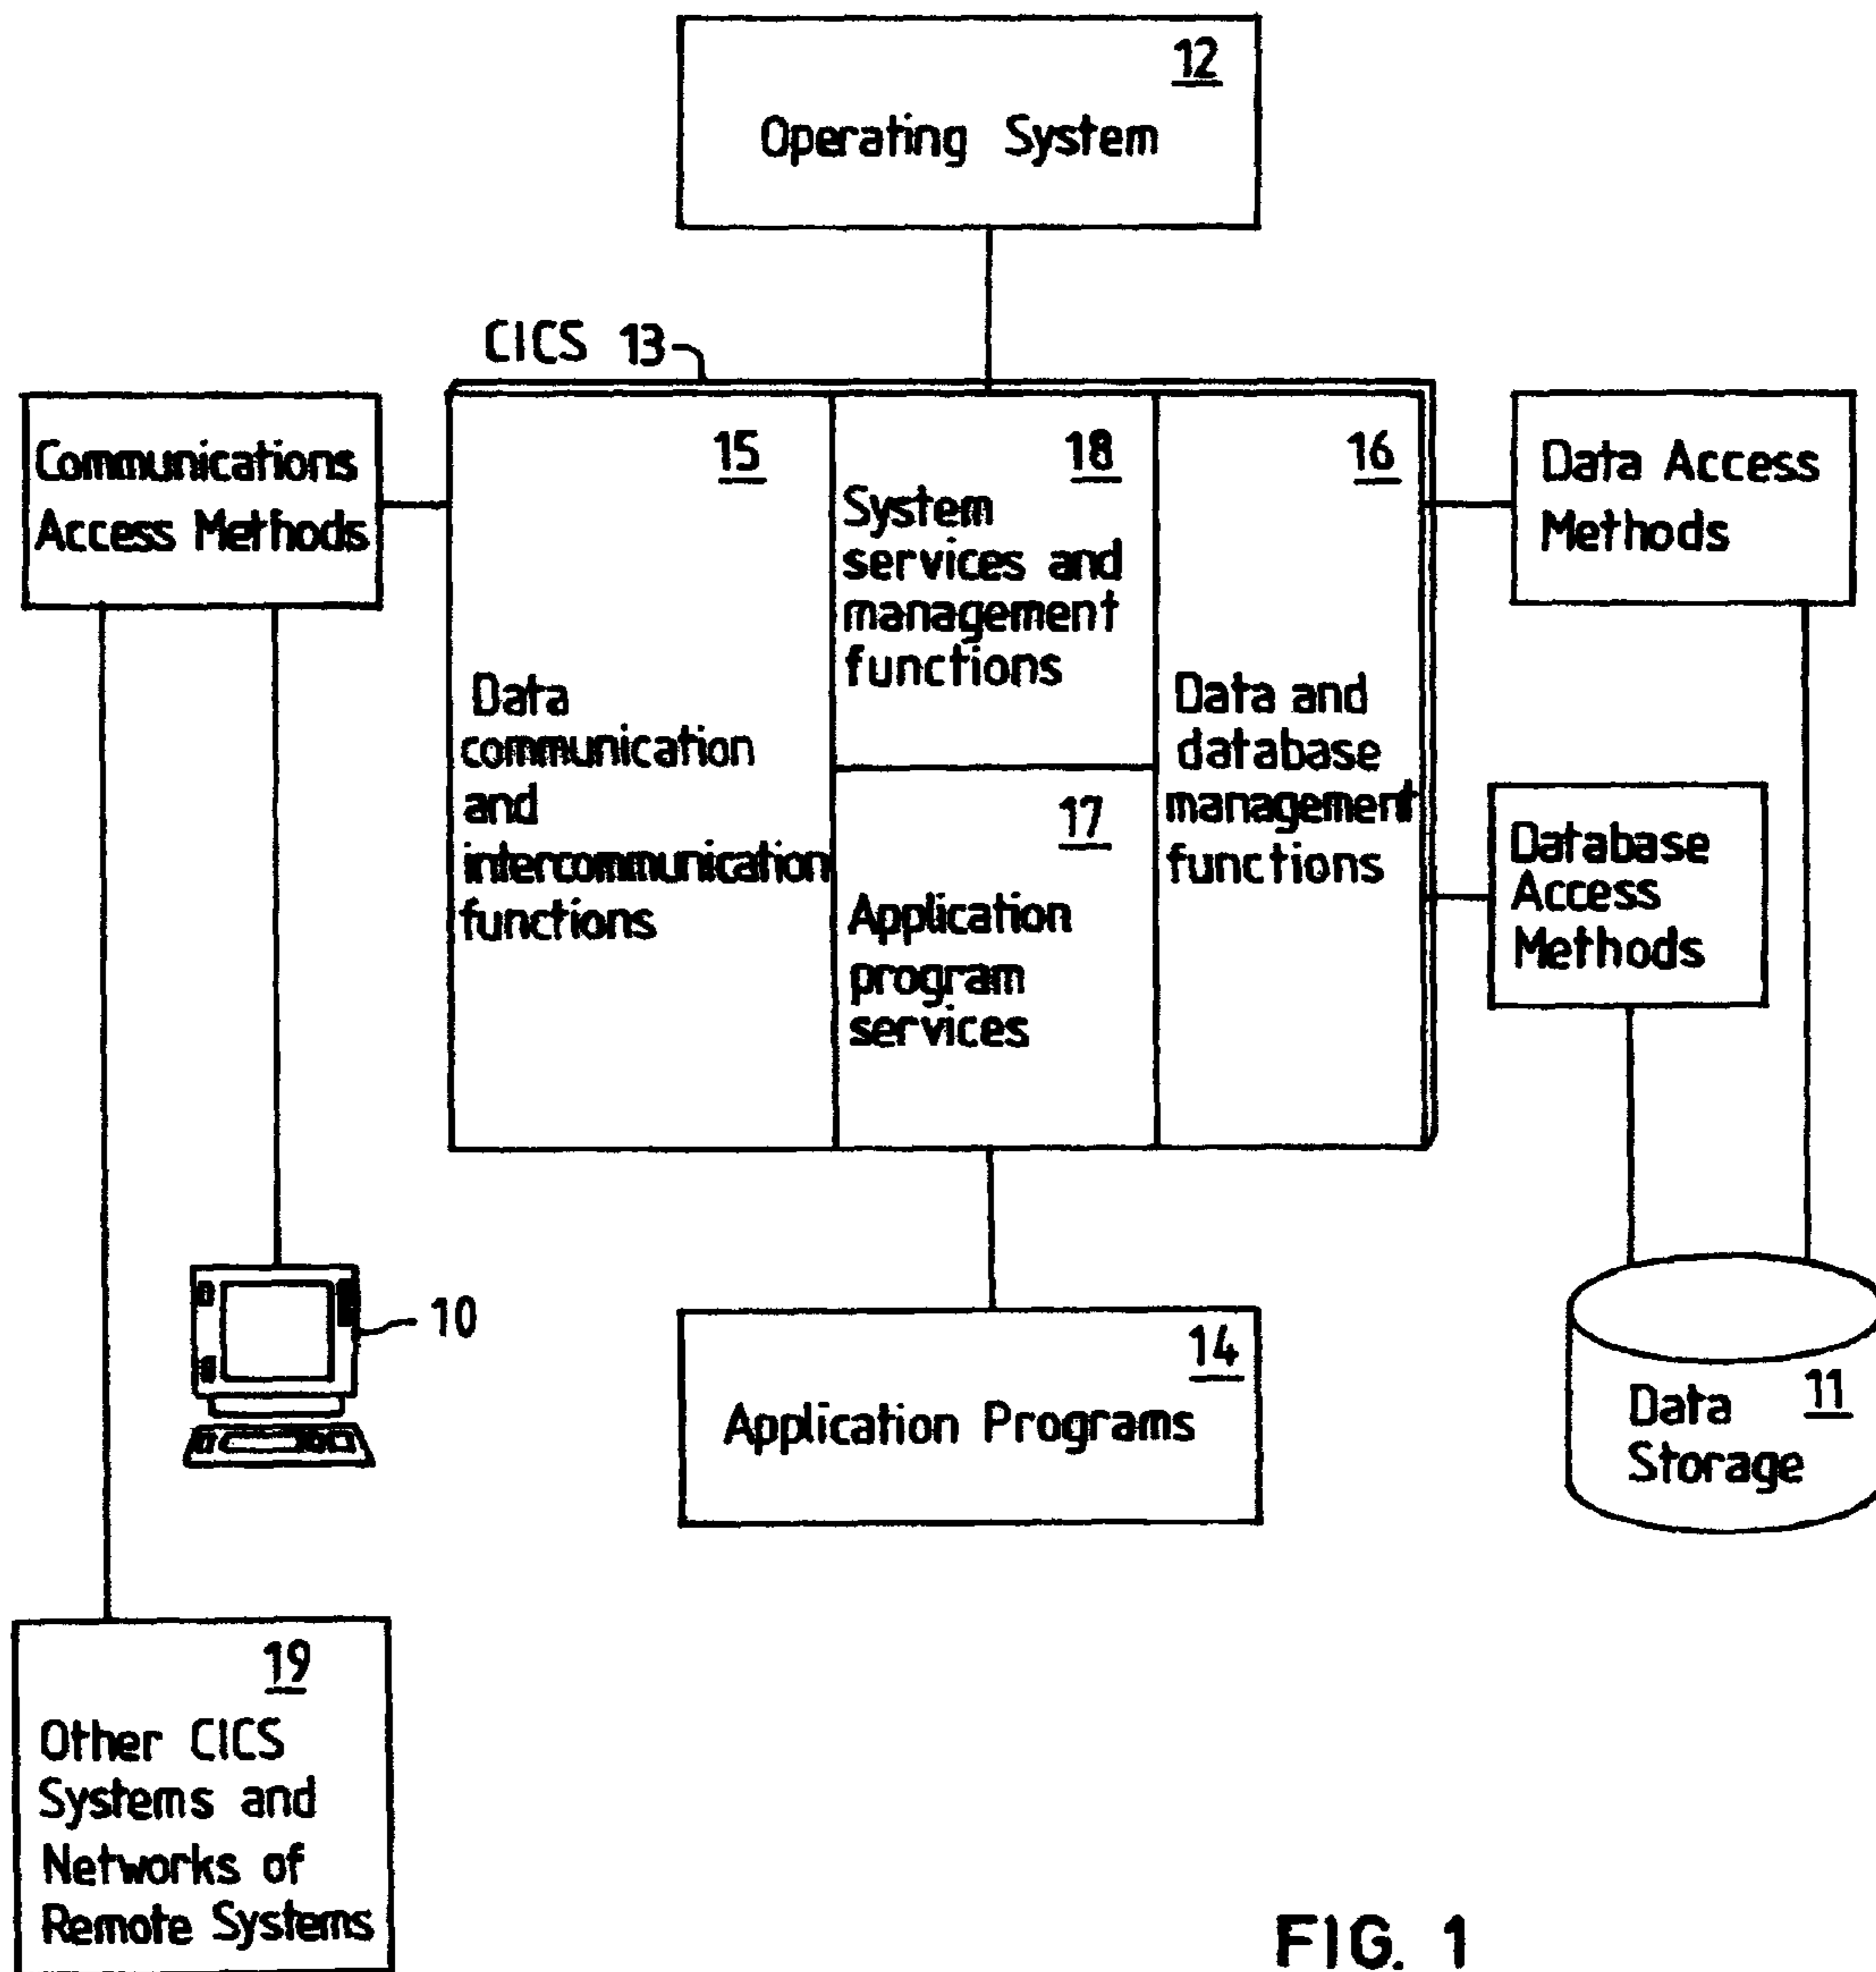 12
Operating System
CICS 13
Communications
Access Methods
15
Data
communication
and
intercommunication
functions
18
System
services and
management
functions
17
Application
program
services
16
Data and
database
management
functions
Data Access
Methods
Database
Access
Methods
10
14
Application Programs
11
Data
Storage
19
Other CICS
Systems and
Networks of
Remote Systems
FIG. 1